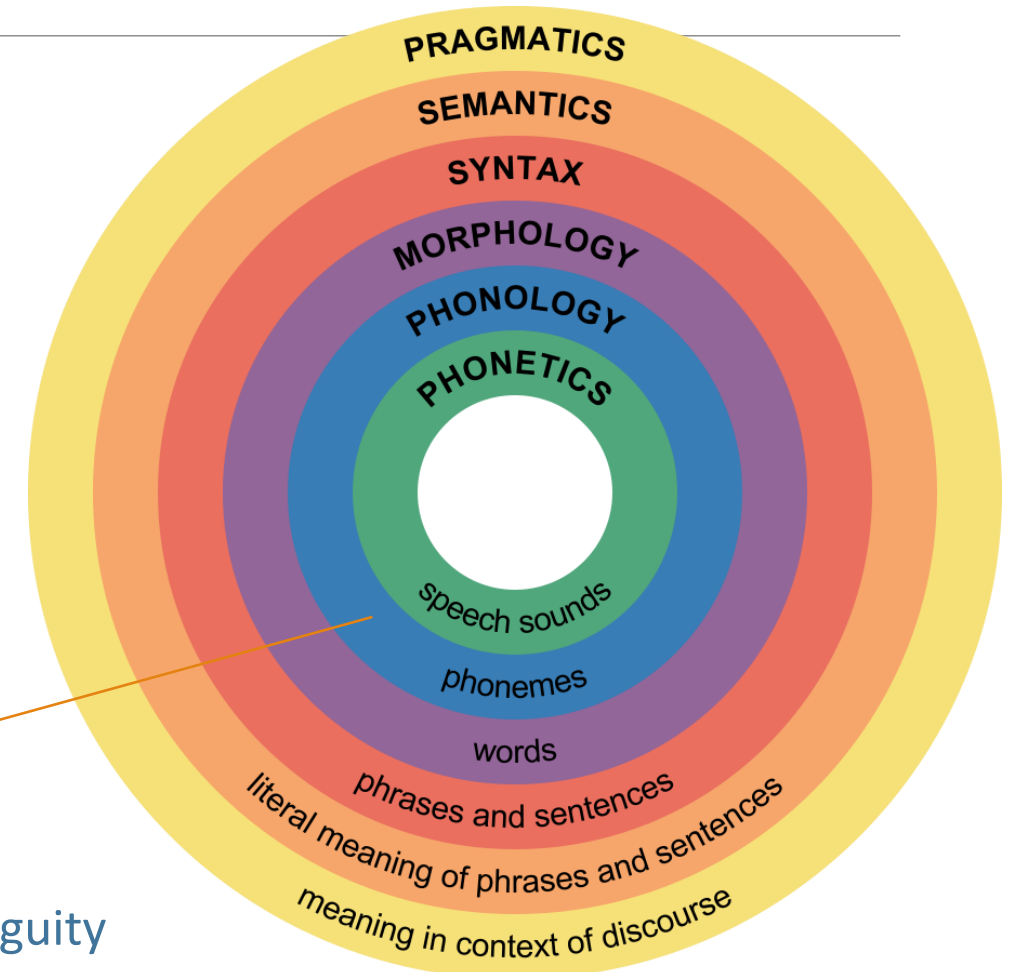 PRAGMATICS
SEMANTICS
SYNTAX
MORPHOLOGY
PHONOLOGY
PHONETICS
speech sounds
phonemes
words
phrases and sentences
literal meaning of phrases and sentences
meaning in context of discourse
guity